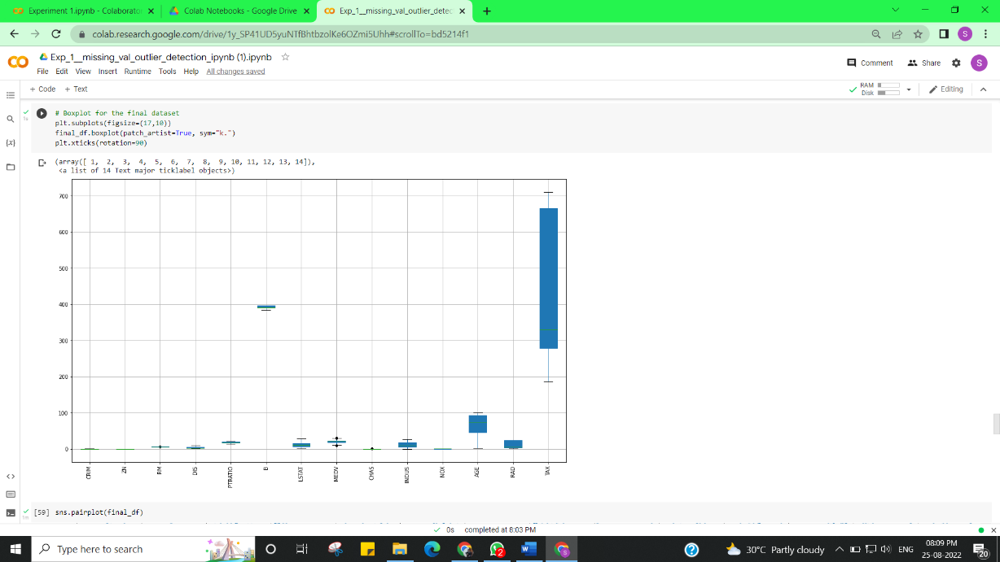 Experiment 1.ipynb - Colaborator
Colab Notebooks - Google Drive
Exp_1__missing_val_outlier_detec
colab.research.google.com/drive/1y_SP41UD5yuNTfBhtbzolKe6OZmi5Uhh#scrollTo=bd5214f1
S
Exp_1__missing_val_outlier_detection_ipynb (1).ipynb
File Edit View Insert Runtime Tools Help All changes saved
Comment Share S
+ Code + Text
RAM
Disk
Editing
# Boxplot for the final dataset
1s
plt.subplots(figsize=(17,10))
final_df.boxplot(patch_artist=True, sym="k.")
plt.xticks(rotation=90)
{x}
(array([ 1, 2, 3, 4, 5, 6, 7, 8, 9, 10, 11, 12, 13, 14]),
<a list of 14 Text major ticklabel objects>)
700
600
500
400
300
200
100
0
CRIM ZN RM DIS PTRATIO B LSTAT MEDV CHAS INDUS NOX AGE RAD TAX
[59] sns.pairplot(final_df)
0s completed at 8:03 PM
Type here to search
2
S
30°C Partly cloudy
ENG
08:09 PM
25-08-2022
20